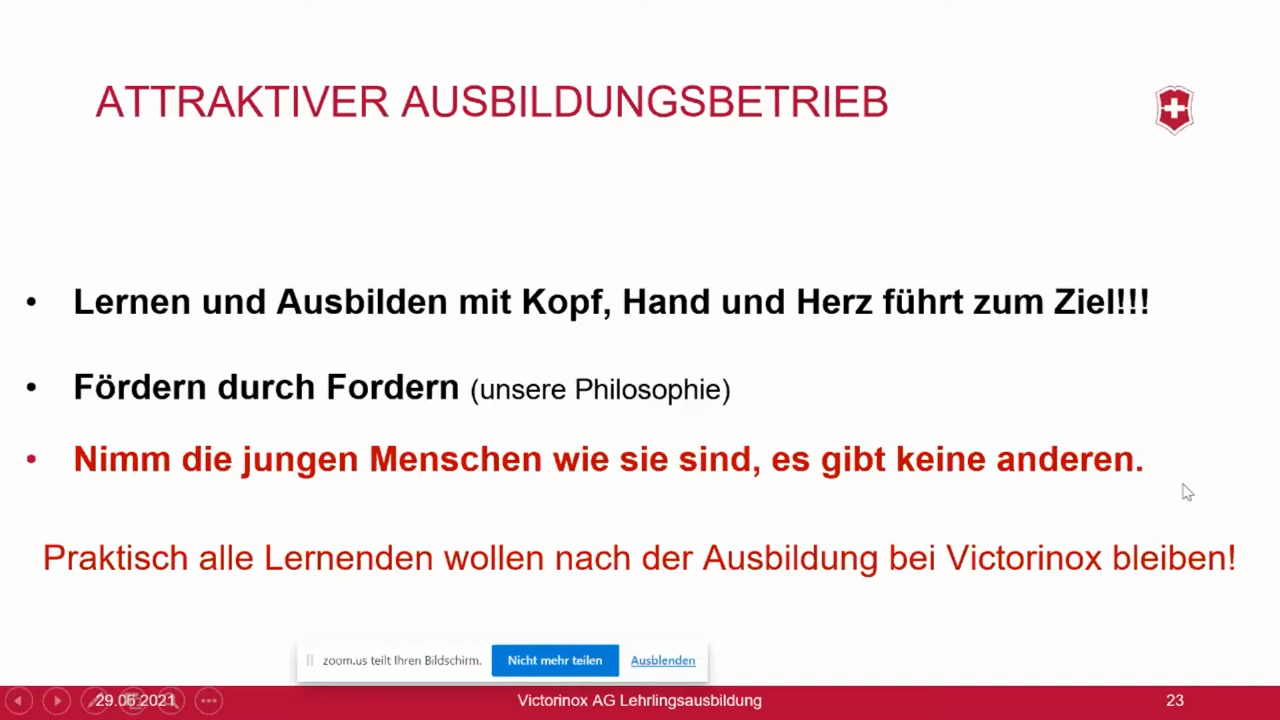 ATTRAKTIVER AUSBILDUNGSBETRIEB
• Lernen und Ausbilden mit Kopf, Hand und Herz führt zum Ziel!!!
• Fördern durch Fordern (unsere Philosophie)
• Nimm die jungen Menschen wie sie sind, es gibt keine anderen.
Praktisch alle Lernenden wollen nach der Ausbildung bei Victorinox bleiben!
zoom.us teilt Ihren Bildschirm. Nicht mehr teilen Ausblenden
29.06.2021 Victorinox AG Lehrlingsausbildung 23